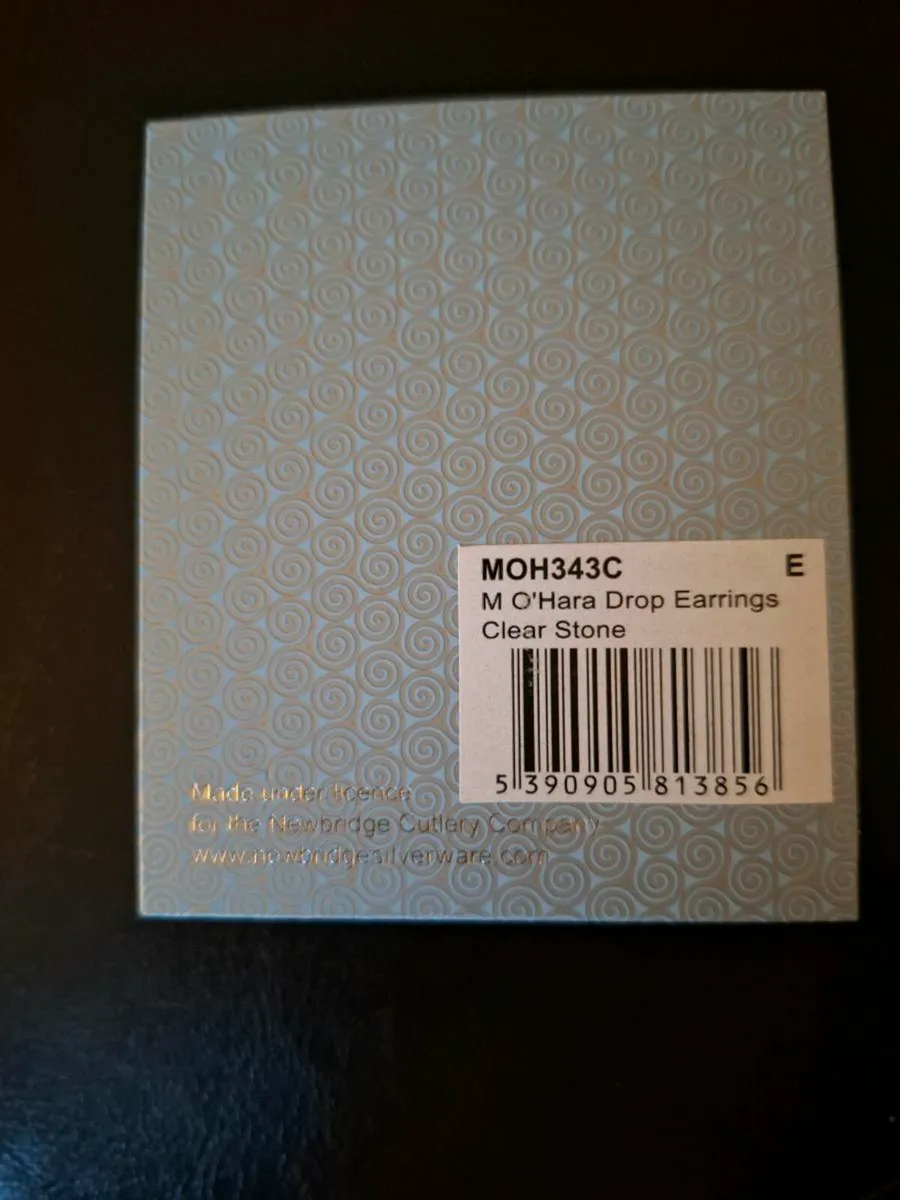 MOH343C E
M O'Hara Drop Earrings
Clear Stone
5 390905 813856
Made under licence
for the Newbridge Cutlery Company
www.newbridgesilverware.com